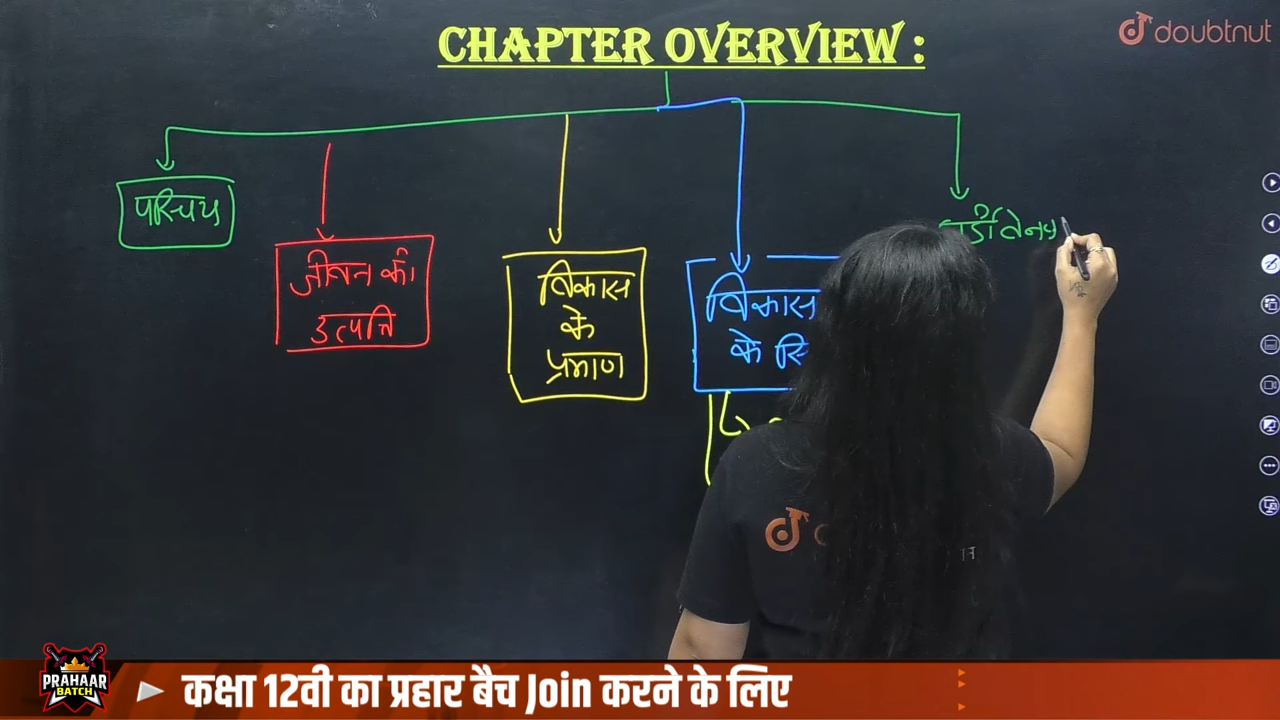 CHAPTER OVERVIEW :
doubtnut
परिचय
जीवन की
उत्पत्ति
विकास
के
प्रमाण
विकास
के
PRAHAAR
BATCH
कक्षा 12वी का प्रहार बैच Join करने के लिए